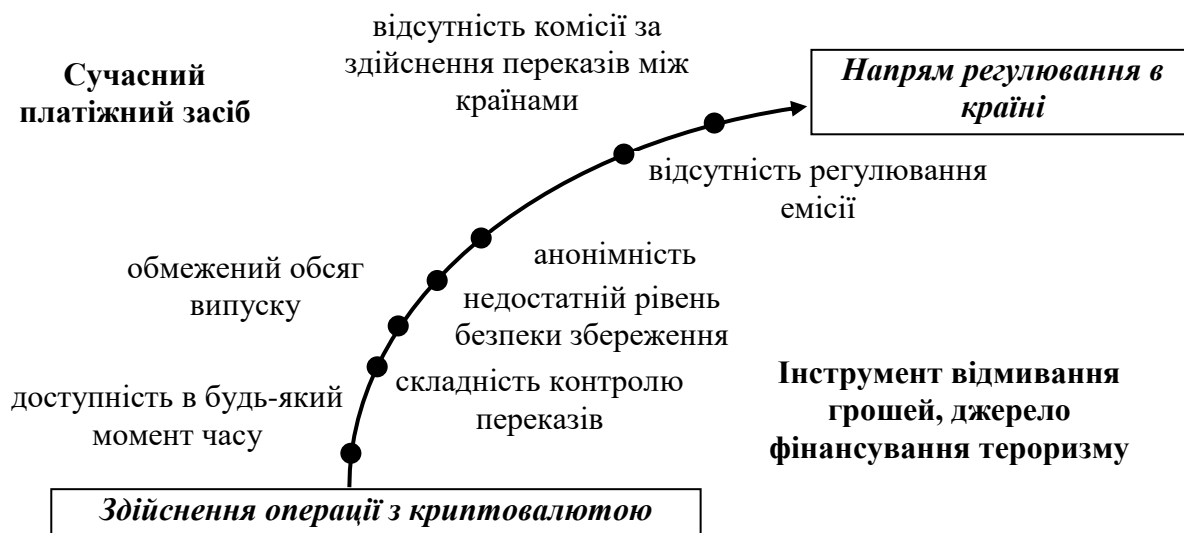 відсутність комісії за
здійснення переказів між
країнами
Сучасний
платіжний засіб
Напрям регулювання в
країні
відсутність регулювання
емісії
анонімність
обмежений обсяг
випуску
недостатній рівень
безпеки збереження
складність контролю
переказів
доступність в будь-який
момент часу
Інструмент відмивання
грошей, джерело
фінансування тероризму
Здійснення операції з криптовалютою